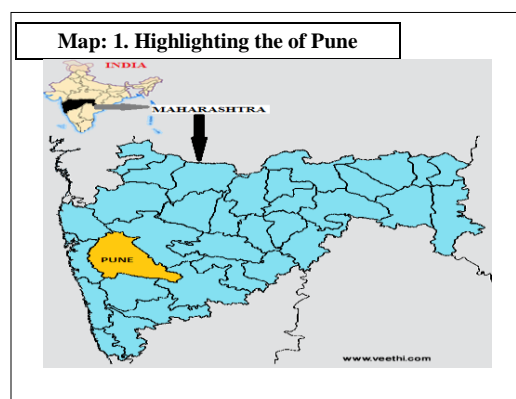 Map: 1. Highlighting the of Pune
INDIA
MAHARASHTRA
PUNE
www.veethi.com